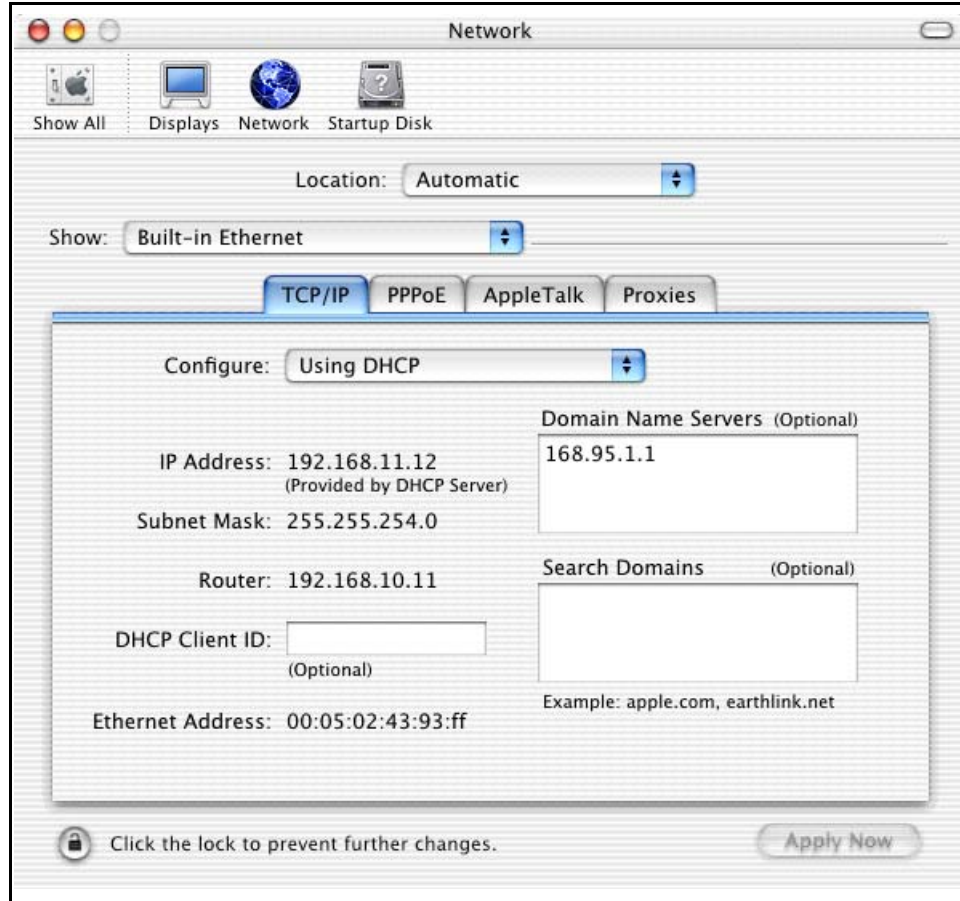 Network
Show All Displays Network Startup Disk
Location: Automatic
Show: Built-in Ethernet
TCP/IP PPPoE AppleTalk Proxies
Configure: Using DHCP
Domain Name Servers (Optional)
168.95.1.1
IP Address: 192.168.11.12
(Provided by DHCP Server)
Subnet Mask: 255.255.254.0
Router: 192.168.10.11
Search Domains (Optional)
DHCP Client ID:
(Optional)
Example: apple.com, earthlink.net
Ethernet Address: 00:05:02:43:93:ff
Click the lock to prevent further changes.
Apply Now